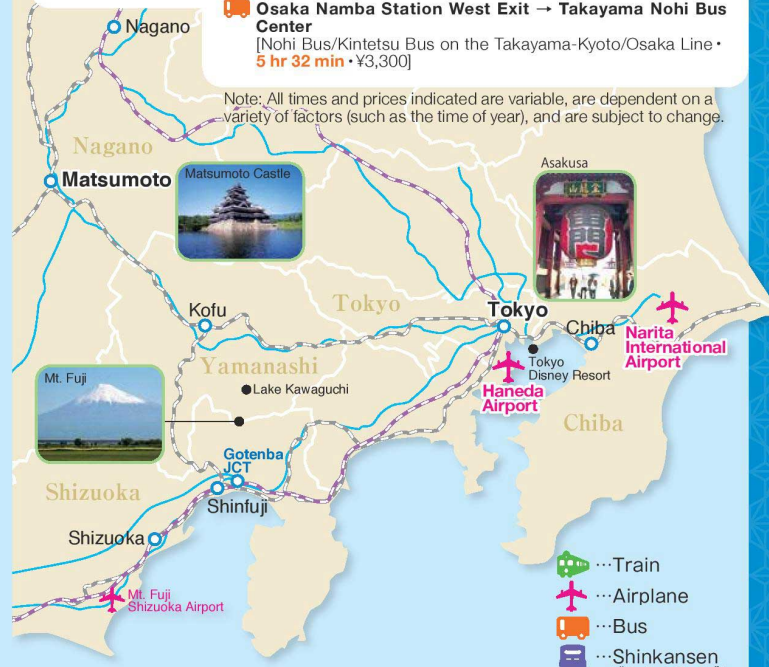 Osaka Namba Station West Exit → Takayama Nohi Bus
Center
[Nohi Bus/Kintetsu Bus on the Takayama-Kyoto/Osaka Line •
5 hr 32 min • ¥3,300]
Note: All times and prices indicated are variable, are dependent on a
variety of factors (such as the time of year), and are subject to change.
Nagano
Nagano
Matsumoto
Matsumoto Castle
Asakusa
Kofu
Tokyo
Tokyo
Chiba
Narita
International
Airport
Yamanashi
Tokyo
Disney Resort
Haneda
Airport
Mt. Fuji
Lake Kawaguchi
Chiba
Gotenba
JCT
Shizuoka
Shinfuji
Shizuoka
Mt. Fuji
Shizuoka Airport
…Train
…Airplane
…Bus
…Shinkansen